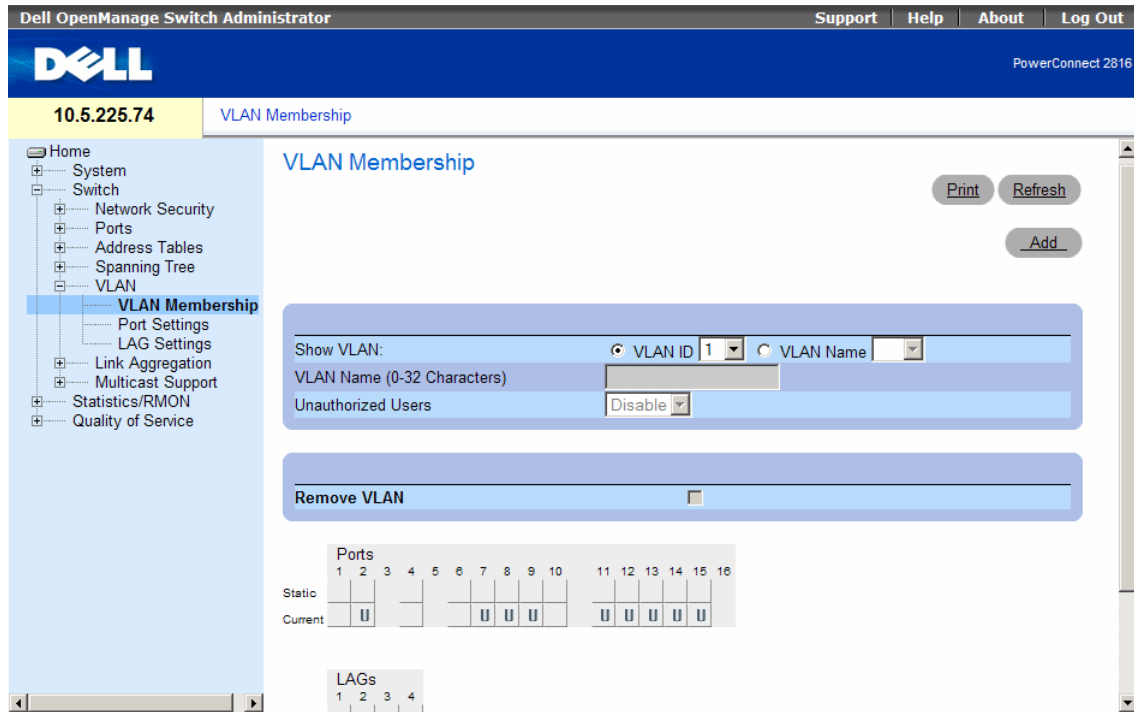 Dell OpenManage Switch Administrator Support Help About Log Out
DELL
PowerConnect 2816
10.5.225.74 VLAN Membership
Home
System
Switch
Network Security
Ports
Address Tables
Spanning Tree
VLAN
VLAN Membership
Port Settings
LAG Settings
Link Aggregation
Multicast Support
Statistics/RMON
Quality of Service
VLAN Membership
Print Refresh
Add
Show VLAN: VLAN ID 1 VLAN Name
VLAN Name (0-32 Characters)
Unauthorized Users Disable
Remove VLAN
Ports
1 2 3 4 5 6 7 8 9 10 11 12 13 14 15 16
Static
Current U U U U U U U U U
LAGs
1 2 3 4